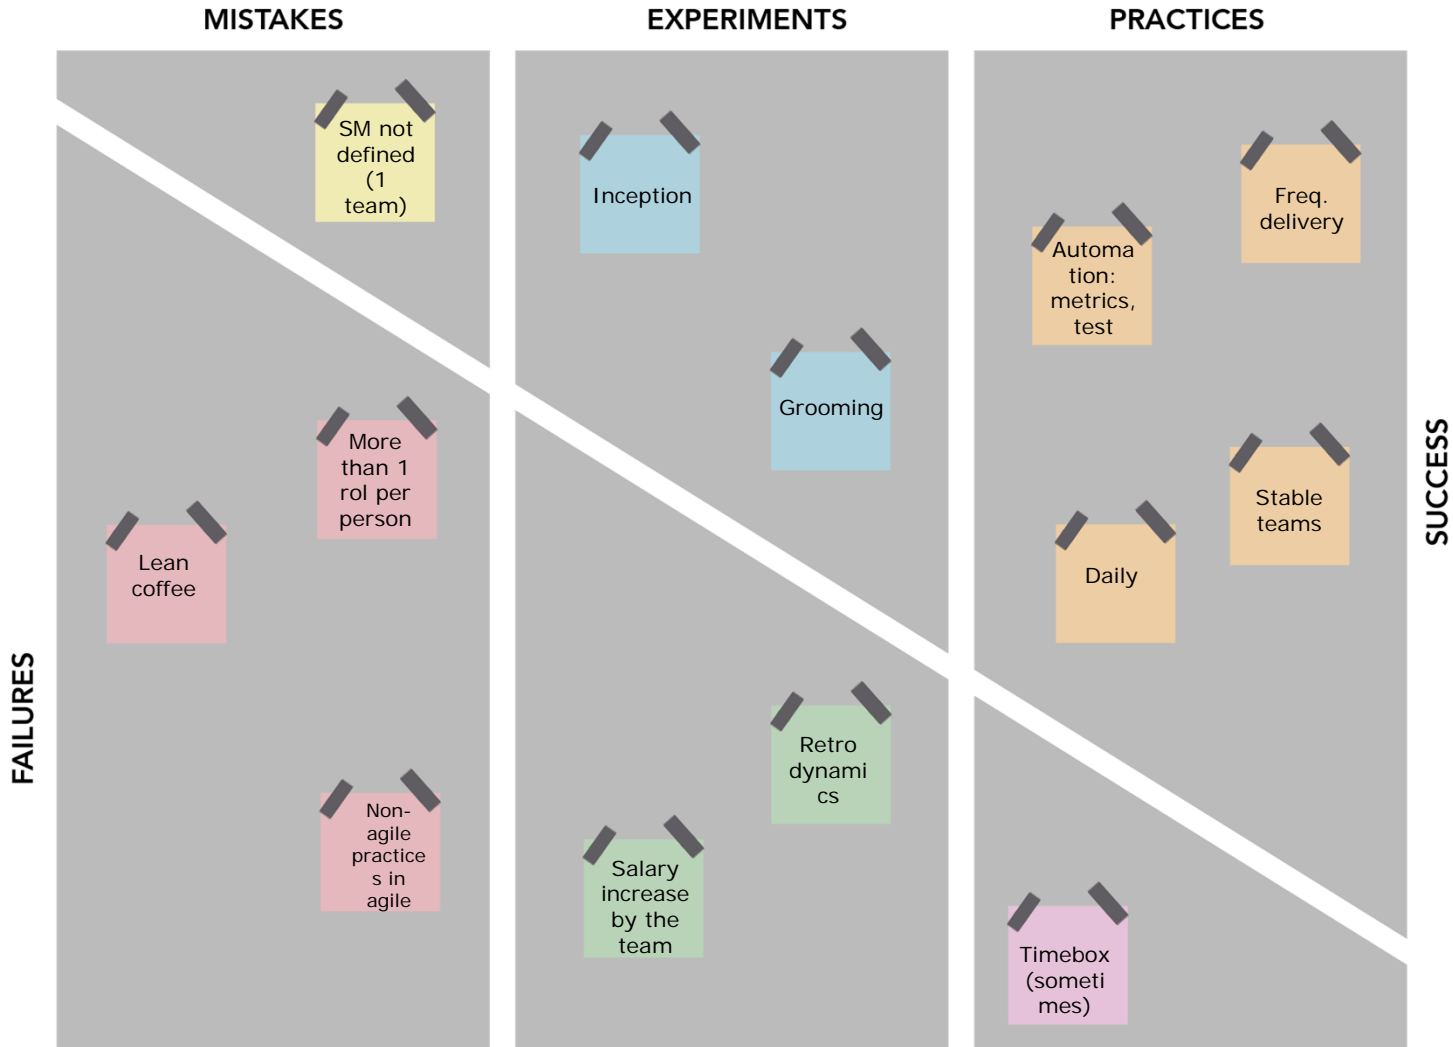 MISTAKES
EXPERIMENTS
PRACTICES
SM not
defined
(1
team)
More
than 1
rol per
person
Lean
coffee
Non-
agile
practice
s in
agile
FAILURES
Inception
Grooming
Retro
dynami
cs
Salary
increase
by the
team
Freq.
delivery
Automa
tion:
metrics,
test
Stable
teams
Daily
Timebox
(someti
mes)
SUCCESS